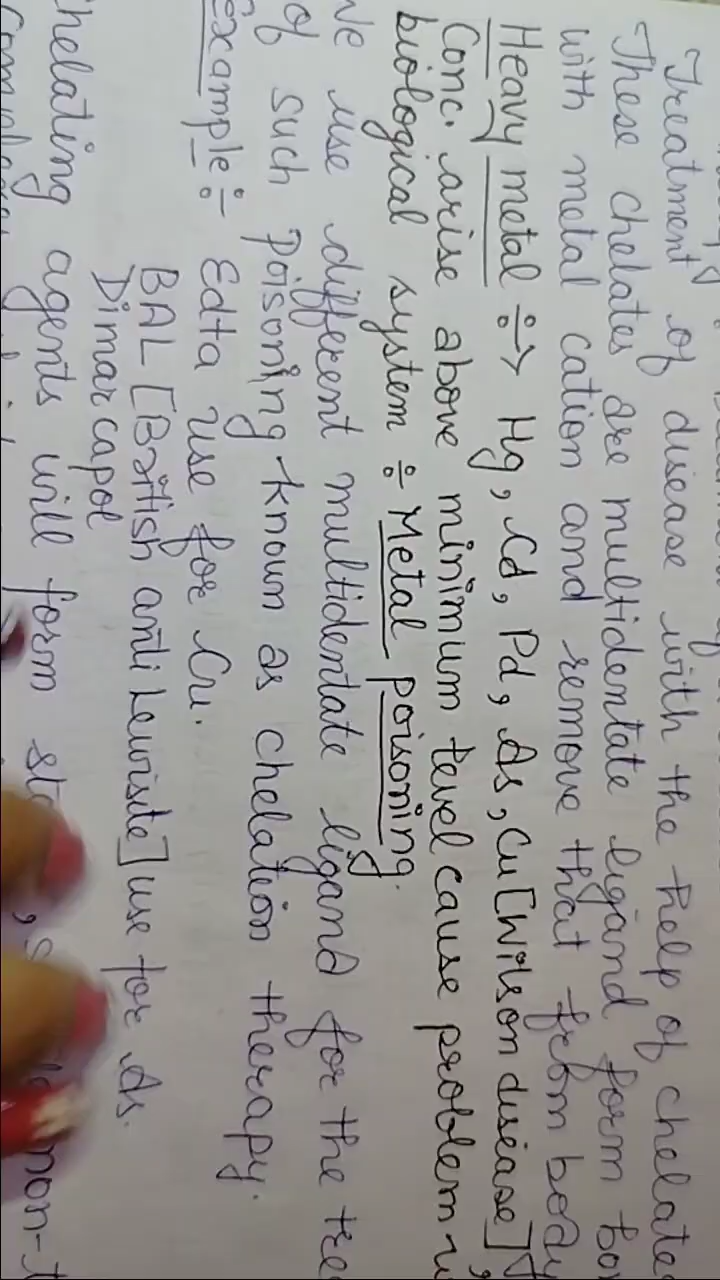 Treatment of disease with the help of chelate
These chelates are multidentate ligand form bo
with metal cation and remove that from body
Heavy metal ÷> Hg, Cd, Pd, As, Cu [Wilson disease]
Conc. arise above minimum level cause problem
biological system ÷ Metal poisoning.
We use different multidentate ligand for the tre
of such poisoning known as chelation therapy.
Example ÷ Edta use for Cu.
BAL [British anti Lewisite] use for As.
Dimarcapol
helating agents will form non-t